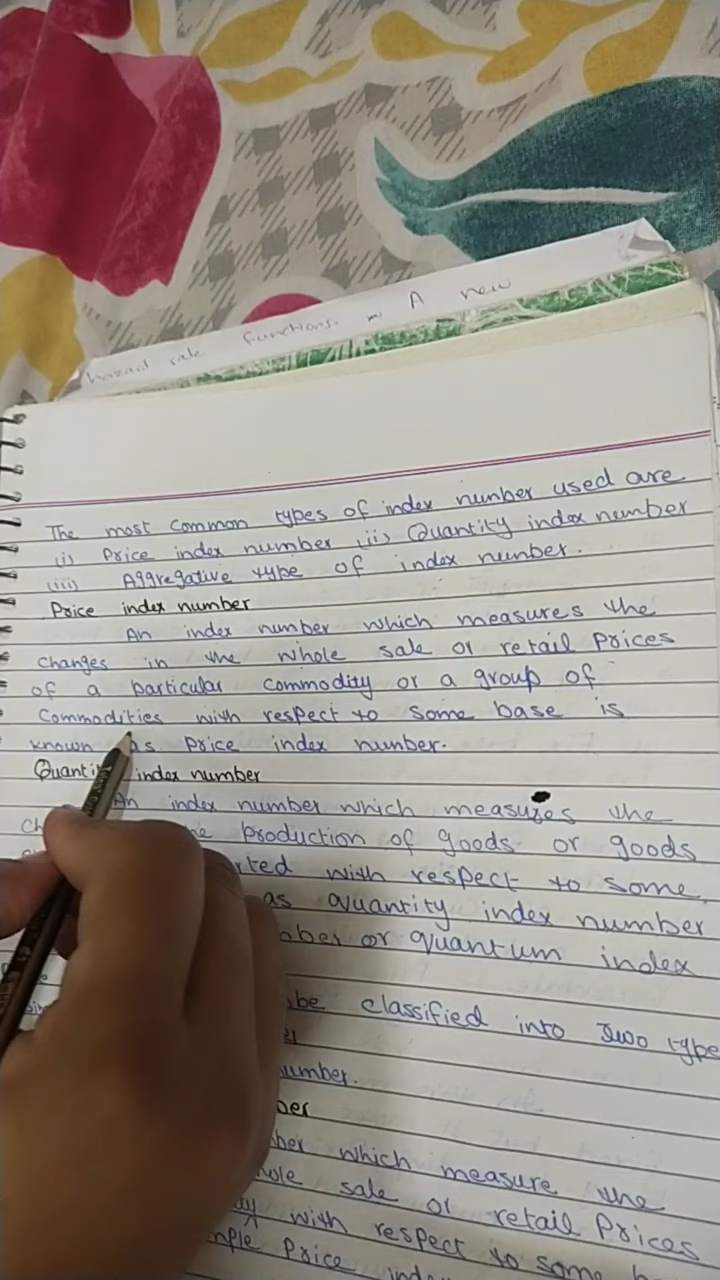 hazard rate functions. A new
The most common types of index number used are
(i) Price index number (ii) Quantity index number
(iii) Aggregative type of index number.
Price index number
An index number which measures the
changes in the whole sale or retail prices
of a particular commodity or a group of
commodities with respect to some base is
known as price index number.
Quantity index number
An index number which measures the
production of goods or goods
with respect to some
as quantity index number
or quantum index
be classified into two type
number.
which measure the
sale or retail prices
with respect to some
Price